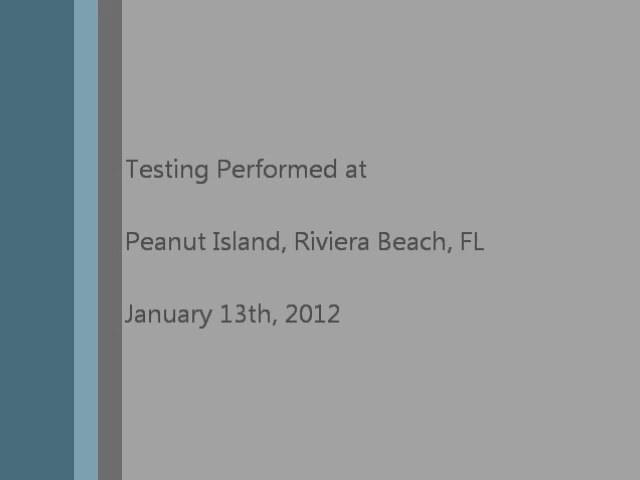 Testing Performed at
Peanut Island, Riviera Beach, FL
January 13th, 2012